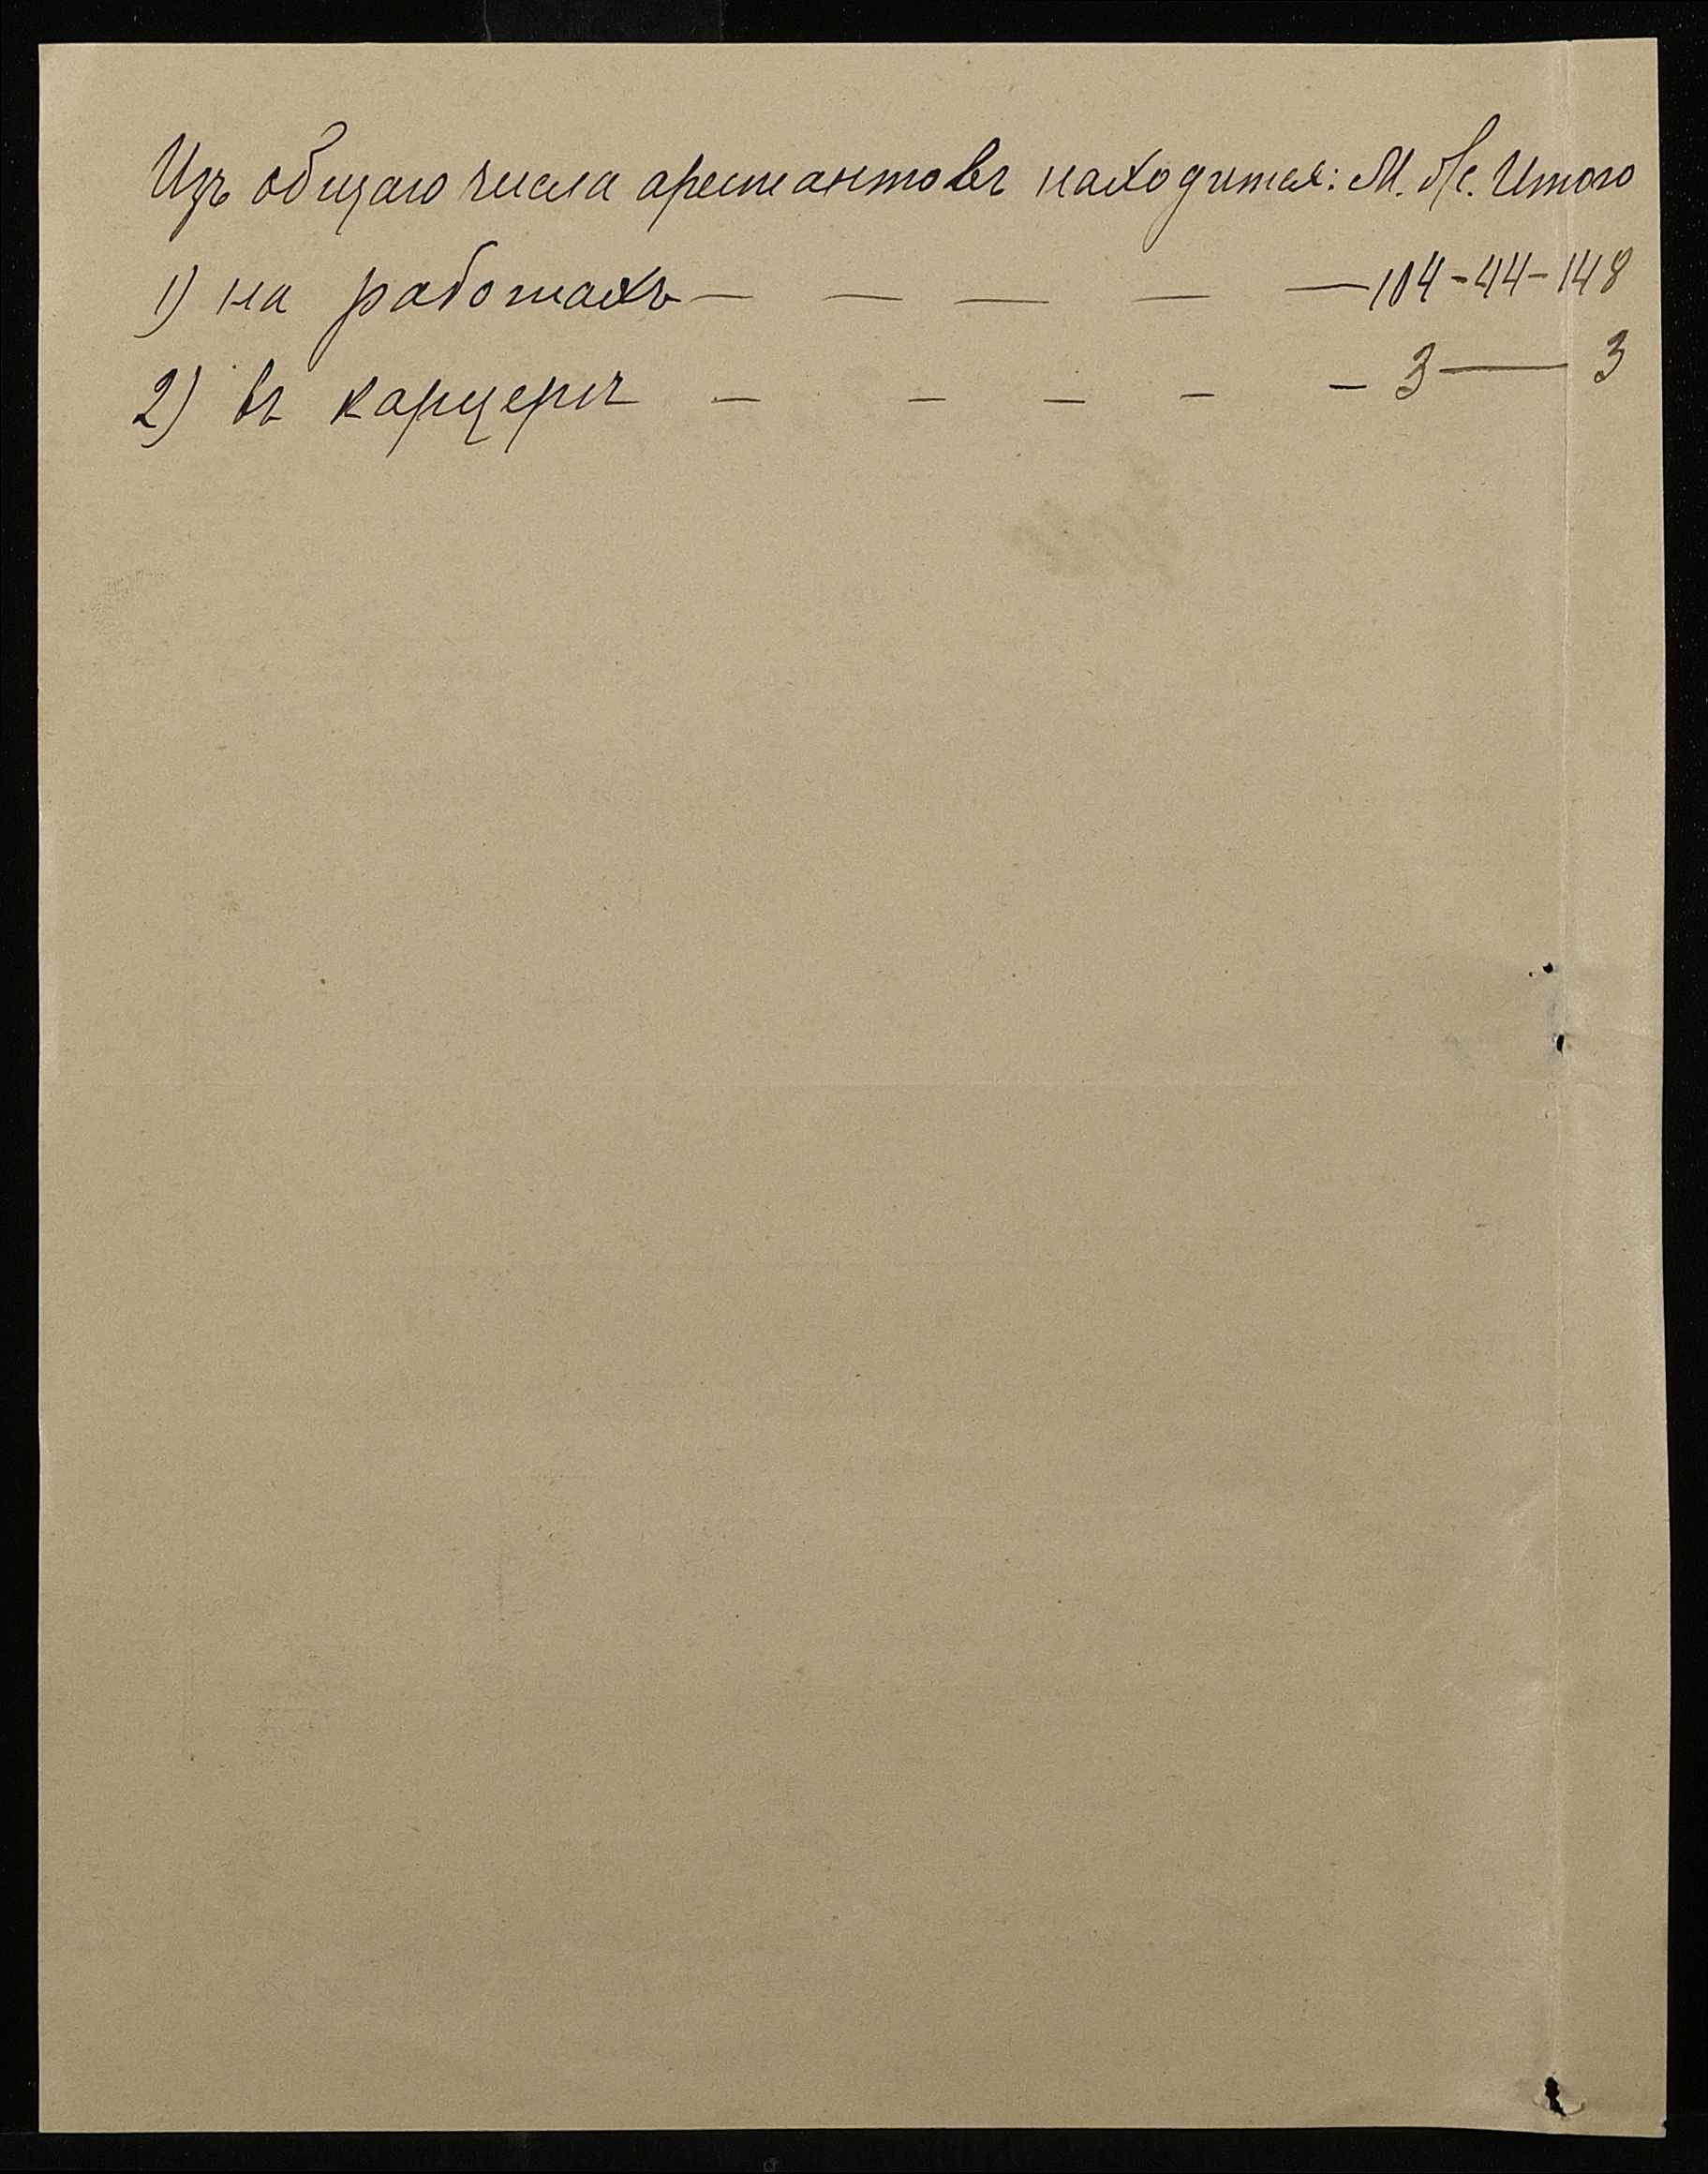 Изъ общаго числа арестантовъ находится: М. Ж. Итого
1) на работахъ — — — — — 104 - 44 - 148
2) въ карцерѣ — — — — — 3 — 3